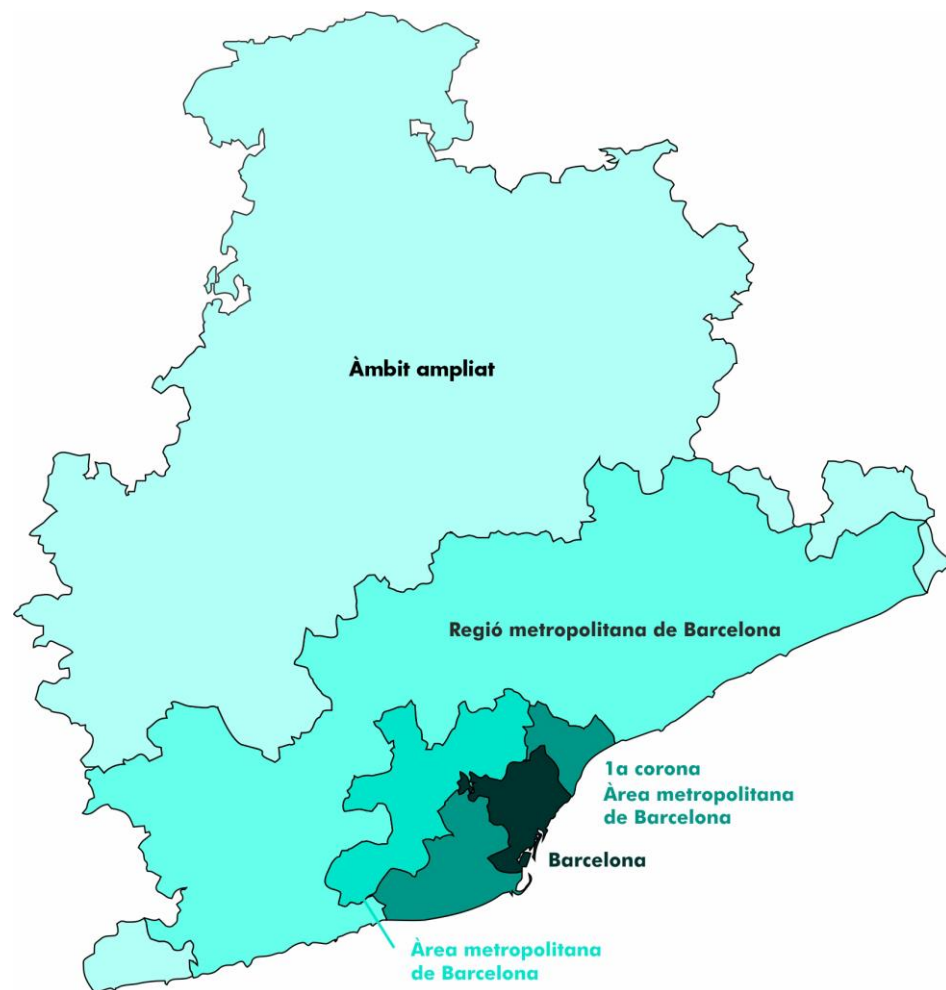 Àmbit ampliat
Regió metropolitana de Barcelona
1a corona
Àrea metropolitana
de Barcelona
Barcelona
Àrea metropolitana
de Barcelona